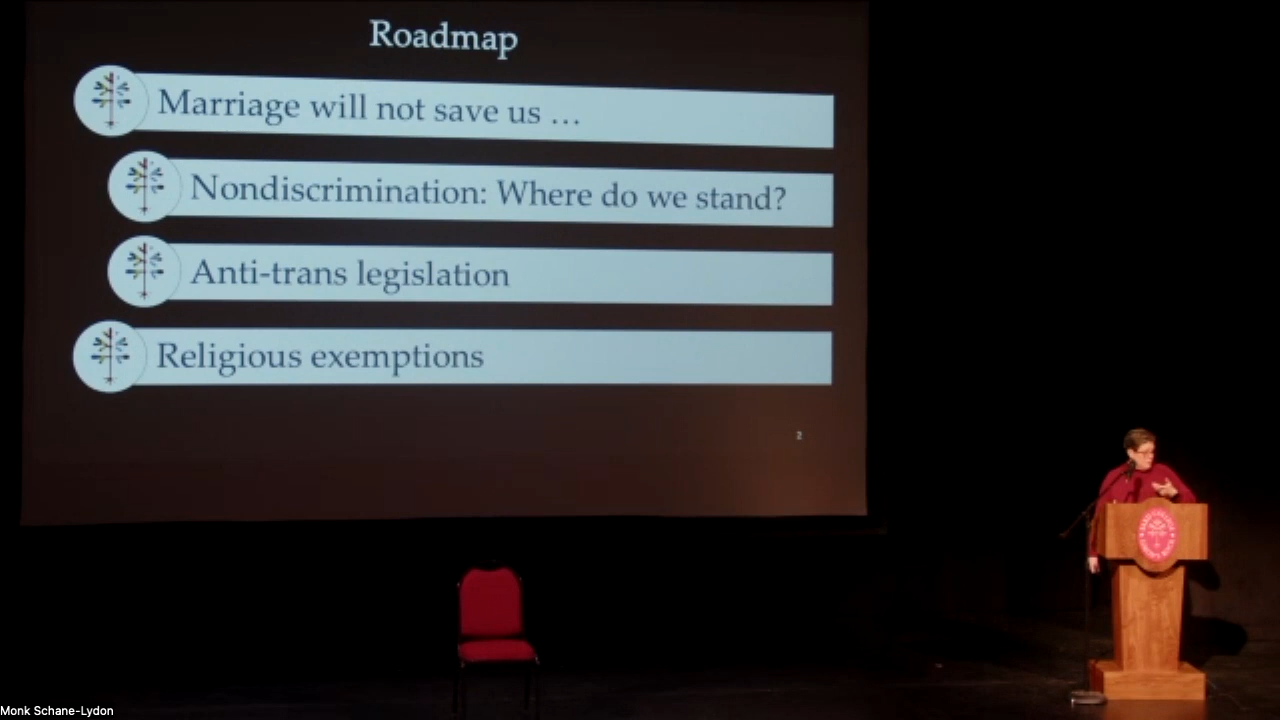 Roadmap
Marriage will not save us …
Nondiscrimination: Where do we stand?
Anti-trans legislation
Religious exemptions
2
Monk Schane-Lydon